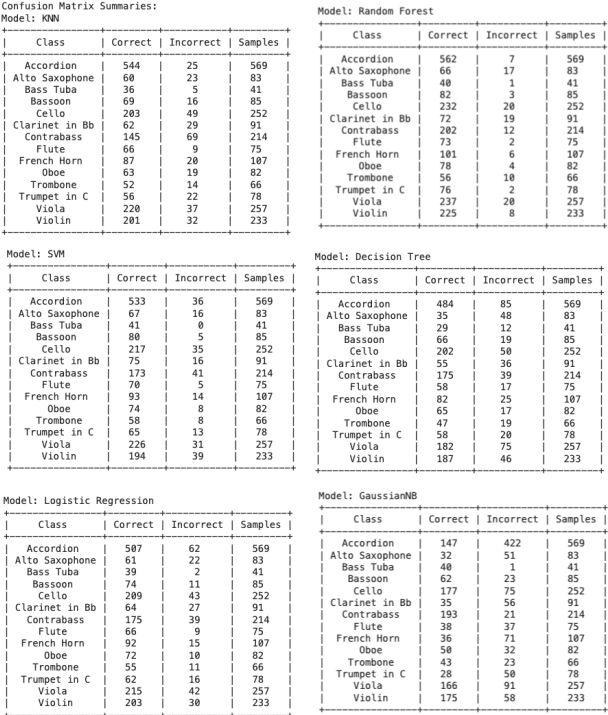 Confusion Matrix Summaries:
Model: KNN
| Class | Correct | Incorrect | Samples |
| Accordion | 544 | 25 | 569 |
| Alto Saxophone | 60 | 23 | 83 |
| Bass Tuba | 36 | 5 | 41 |
| Bassoon | 69 | 16 | 85 |
| Cello | 203 | 49 | 252 |
| Clarinet in Bb | 62 | 29 | 91 |
| Contrabass | 145 | 69 | 214 |
| Flute | 66 | 9 | 75 |
| French Horn | 87 | 20 | 107 |
| Oboe | 63 | 19 | 82 |
| Trombone | 52 | 14 | 66 |
| Trumpet in C | 56 | 22 | 78 |
| Viola | 220 | 37 | 257 |
| Violin | 201 | 32 | 233 |
Model: Random Forest
| Class | Correct | Incorrect | Samples |
| Accordion | 562 | 7 | 569 |
| Alto Saxophone | 66 | 17 | 83 |
| Bass Tuba | 40 | 1 | 41 |
| Bassoon | 82 | 3 | 85 |
| Cello | 232 | 20 | 252 |
| Clarinet in Bb | 72 | 19 | 91 |
| Contrabass | 202 | 12 | 214 |
| Flute | 73 | 2 | 75 |
| French Horn | 101 | 6 | 107 |
| Oboe | 78 | 4 | 82 |
| Trombone | 56 | 10 | 66 |
| Trumpet in C | 76 | 2 | 78 |
| Viola | 237 | 20 | 257 |
| Violin | 225 | 8 | 233 |
Model: SVM
| Class | Correct | Incorrect | Samples |
| Accordion | 533 | 36 | 569 |
| Alto Saxophone | 67 | 16 | 83 |
| Bass Tuba | 41 | 0 | 41 |
| Bassoon | 80 | 5 | 85 |
| Cello | 217 | 35 | 252 |
| Clarinet in Bb | 75 | 16 | 91 |
| Contrabass | 173 | 41 | 214 |
| Flute | 70 | 5 | 75 |
| French Horn | 93 | 14 | 107 |
| Oboe | 74 | 8 | 82 |
| Trombone | 58 | 8 | 66 |
| Trumpet in C | 65 | 13 | 78 |
| Viola | 226 | 31 | 257 |
| Violin | 194 | 39 | 233 |
Model: Decision Tree
| Class | Correct | Incorrect | Samples |
| Accordion | 484 | 85 | 569 |
| Alto Saxophone | 35 | 48 | 83 |
| Bass Tuba | 29 | 12 | 41 |
| Bassoon | 66 | 19 | 85 |
| Cello | 202 | 50 | 252 |
| Clarinet in Bb | 55 | 36 | 91 |
| Contrabass | 175 | 39 | 214 |
| Flute | 58 | 17 | 75 |
| French Horn | 82 | 25 | 107 |
| Oboe | 65 | 17 | 82 |
| Trombone | 47 | 19 | 66 |
| Trumpet in C | 58 | 20 | 78 |
| Viola | 182 | 75 | 257 |
| Violin | 187 | 46 | 233 |
Model: Logistic Regression
| Class | Correct | Incorrect | Samples |
| Accordion | 507 | 62 | 569 |
| Alto Saxophone | 61 | 22 | 83 |
| Bass Tuba | 39 | 2 | 41 |
| Bassoon | 74 | 11 | 85 |
| Cello | 209 | 43 | 252 |
| Clarinet in Bb | 64 | 27 | 91 |
| Contrabass | 175 | 39 | 214 |
| Flute | 66 | 9 | 75 |
| French Horn | 92 | 15 | 107 |
| Oboe | 72 | 10 | 82 |
| Trombone | 55 | 11 | 66 |
| Trumpet in C | 62 | 16 | 78 |
| Viola | 215 | 42 | 257 |
| Violin | 203 | 30 | 233 |
Model: GaussianNB
| Class | Correct | Incorrect | Samples |
| Accordion | 147 | 422 | 569 |
| Alto Saxophone | 32 | 51 | 83 |
| Bass Tuba | 40 | 1 | 41 |
| Bassoon | 62 | 23 | 85 |
| Cello | 177 | 75 | 252 |
| Clarinet in Bb | 35 | 56 | 91 |
| Contrabass | 193 | 21 | 214 |
| Flute | 38 | 37 | 75 |
| French Horn | 36 | 71 | 107 |
| Oboe | 50 | 32 | 82 |
| Trombone | 43 | 23 | 66 |
| Trumpet in C | 28 | 50 | 78 |
| Viola | 166 | 91 | 257 |
| Violin | 175 | 58 | 233 |